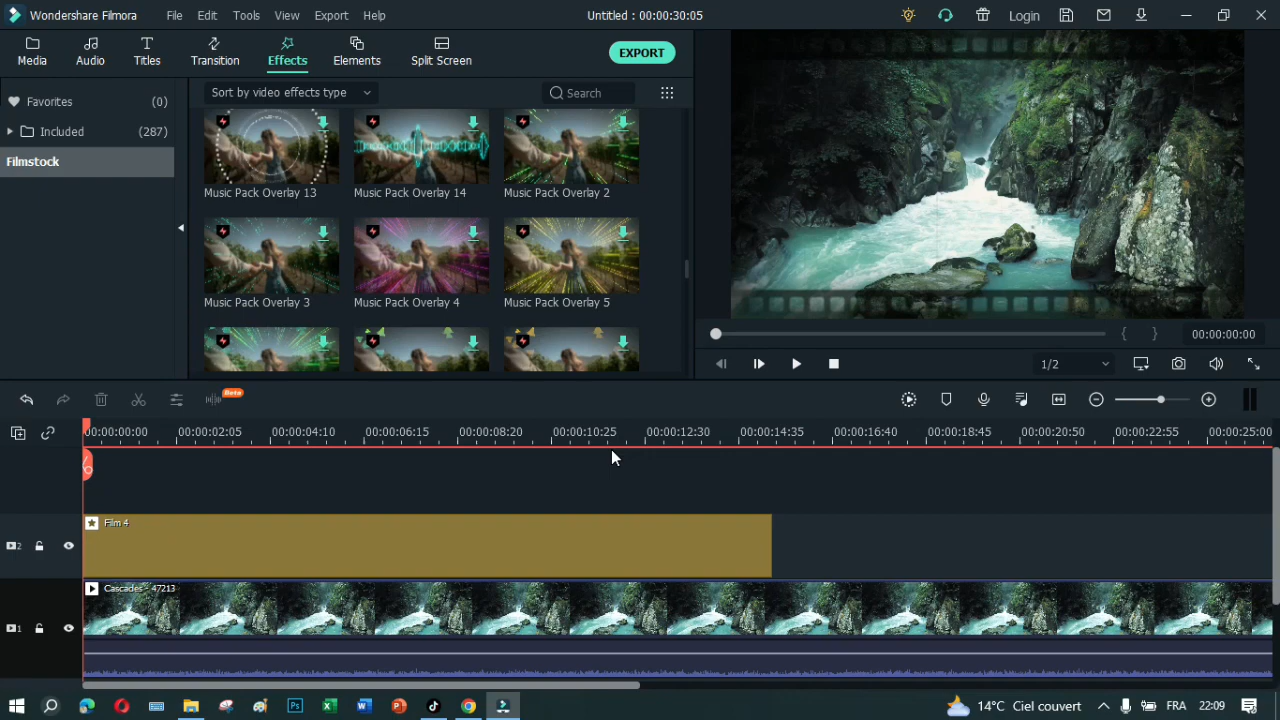 Wondershare Filmora
File
Edit
Tools
View
Export
Help
Untitled : 00:00:30:05
Login
Media
Audio
Titles
Transition
Effects
Elements
Split Screen
EXPORT
Favorites (0)
Included (287)
Filmstock
Sort by video effects type
Search
Music Pack Overlay 13
Music Pack Overlay 14
Music Pack Overlay 2
Music Pack Overlay 3
Music Pack Overlay 4
Music Pack Overlay 5
00:00:00:00
1/2
Beta
00:00:00:00
00:00:02:05
00:00:04:10
00:00:06:15
00:00:08:20
00:00:10:25
00:00:12:30
00:00:14:35
00:00:16:40
00:00:18:45
00:00:20:50
00:00:22:55
00:00:25:00
2
Film 4
1
Cascades - 47213
14°C Ciel couvert
FRA
22:09